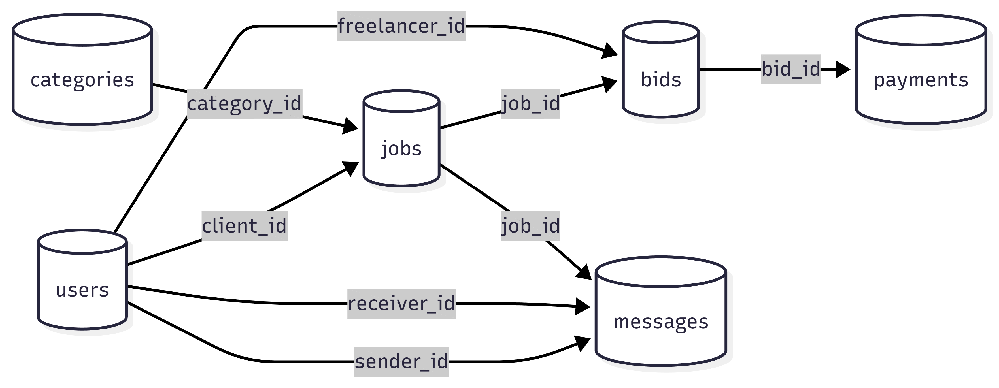 freelancer_id
categories
bids
bid_id
payments
category_id
job_id
jobs
client_id
job_id
users
receiver_id
messages
sender_id